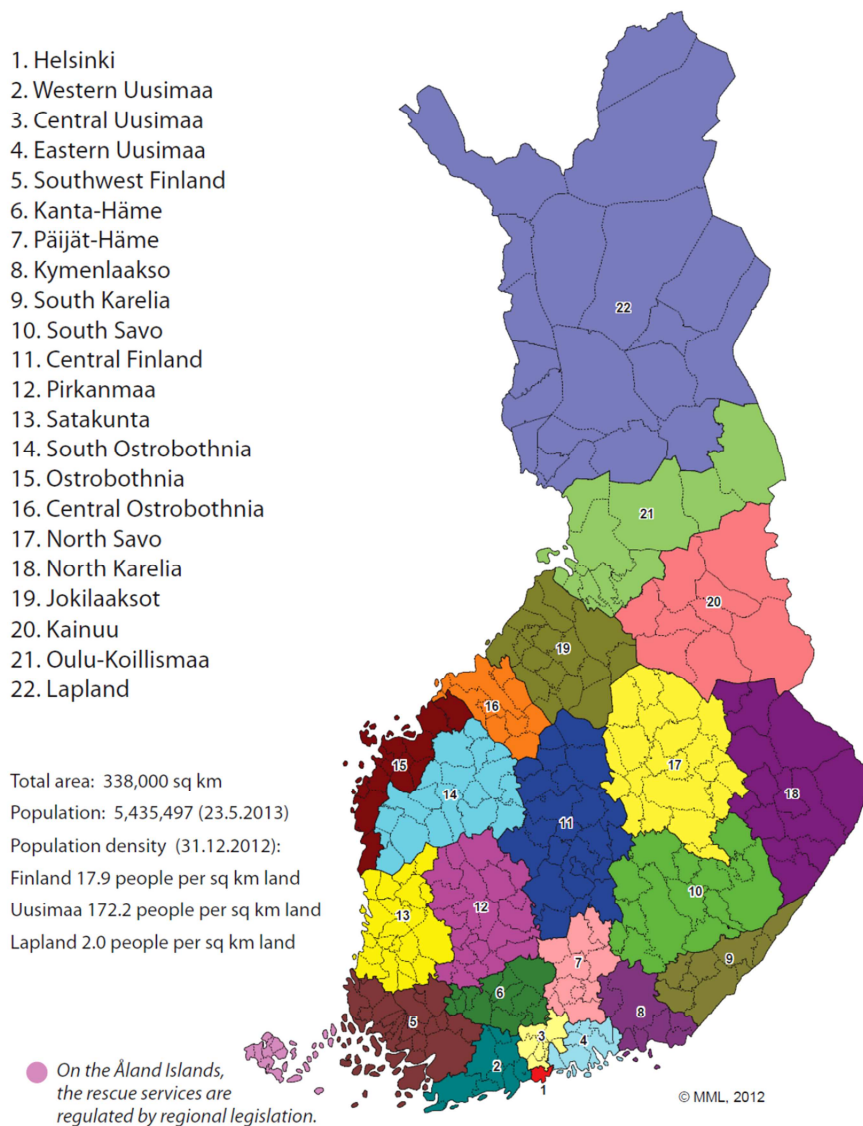 1. Helsinki
2. Western Uusimaa
3. Central Uusimaa
4. Eastern Uusimaa
5. Southwest Finland
6. Kanta-Häme
7. Päijät-Häme
8. Kymenlaakso
9. South Karelia
10. South Savo
11. Central Finland
12. Pirkanmaa
13. Satakunta
14. South Ostrobothnia
15. Ostrobothnia
16. Central Ostrobothnia
17. North Savo
18. North Karelia
19. Jokilaaksot
20. Kainuu
21. Oulu-Koillismaa
22. Lapland
Total area: 338,000 sq km
Population: 5,435,497 (23.5.2013)
Population density (31.12.2012):
Finland 17.9 people per sq km land
Uusimaa 172.2 people per sq km land
Lapland 2.0 people per sq km land
On the Åland Islands,
the rescue services are
regulated by regional legislation.
22
21
20
19
16
17
15
18
14
11
10
12
13
9
7
6
8
5
3
4
2
1
© MML, 2012